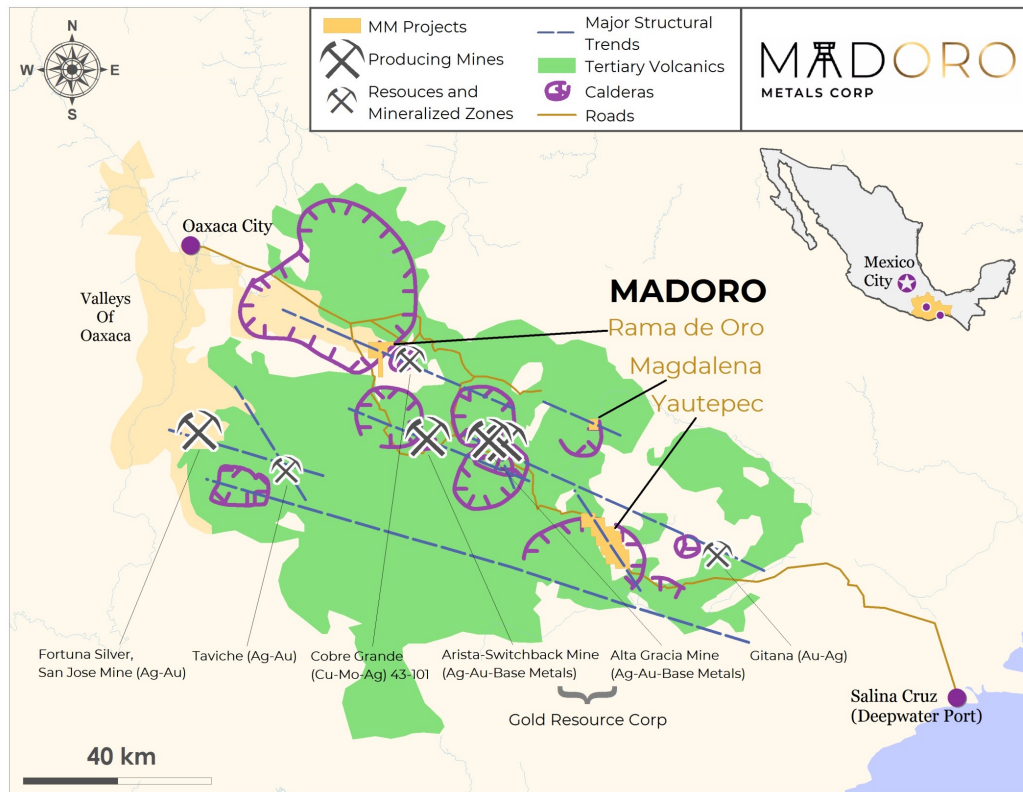 N
W
E
S
MM Projects
Producing Mines
Resouces and
Mineralized Zones
Major Structural
Trends
Tertiary Volcanics
Calderas
Roads
MADORO
METALS CORP
Oaxaca City
Valleys
Of
Oaxaca
Mexico
City
MADORO
Rama de Oro
Magdalena
Yautepec
Fortuna Silver,
San Jose Mine (Ag-Au)
Taviche (Ag-Au)
Cobre Grande
(Cu-Mo-Ag) 43-101
Arista-Switchback Mine
(Ag-Au-Base Metals)
Alta Gracia Mine
(Ag-Au-Base Metals)
Gitana (Au-Ag)
Gold Resource Corp
Salina Cruz
(Deepwater Port)
40 km